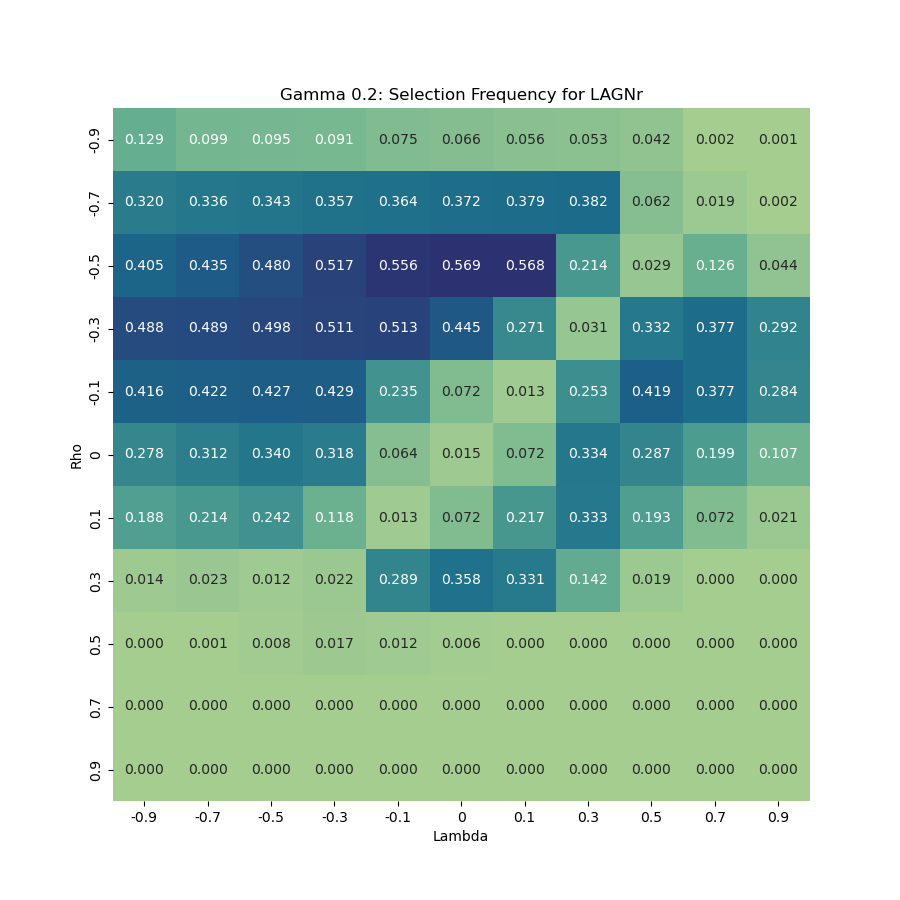 Gamma 0.2: Selection Frequency for LAGNr
-0.9 0.129 0.099 0.095 0.091 0.075 0.066 0.056 0.053 0.042 0.002 0.001
-0.7 0.320 0.336 0.343 0.357 0.364 0.372 0.379 0.382 0.062 0.019 0.002
-0.5 0.405 0.435 0.480 0.517 0.556 0.569 0.568 0.214 0.029 0.126 0.044
-0.3 0.488 0.489 0.498 0.511 0.513 0.445 0.271 0.031 0.332 0.377 0.292
-0.1 0.416 0.422 0.427 0.429 0.235 0.072 0.013 0.253 0.419 0.377 0.284
Rho
0 0.278 0.312 0.340 0.318 0.064 0.015 0.072 0.334 0.287 0.199 0.107
0.1 0.188 0.214 0.242 0.118 0.013 0.072 0.217 0.333 0.193 0.072 0.021
0.3 0.014 0.023 0.012 0.022 0.289 0.358 0.331 0.142 0.019 0.000 0.000
0.5 0.000 0.001 0.008 0.017 0.012 0.006 0.000 0.000 0.000 0.000 0.000
0.7 0.000 0.000 0.000 0.000 0.000 0.000 0.000 0.000 0.000 0.000 0.000
0.9 0.000 0.000 0.000 0.000 0.000 0.000 0.000 0.000 0.000 0.000 0.000
-0.9 -0.7 -0.5 -0.3 -0.1 0 0.1 0.3 0.5 0.7 0.9
Lambda